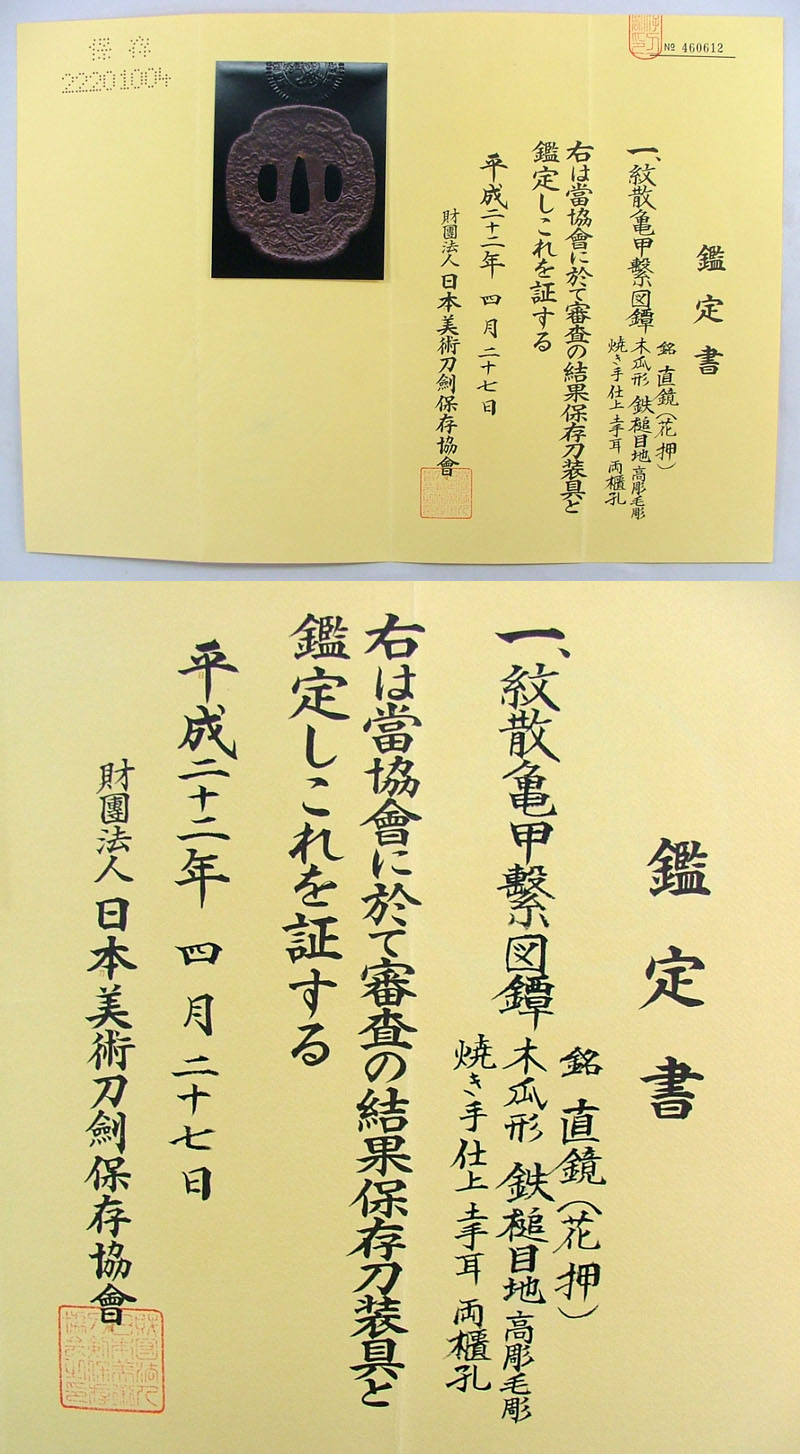 保存
22201004
№ 460612
鑑定書
一、紋散亀甲繋図鐔
銘 直鏡(花押)
木瓜形 鉄槌目地 高彫毛彫
焼き手仕上 土手耳 両櫃孔
右は當協會に於て審査の結果保存刀装具と
鑑定しこれを証する
平成二十二年 四月二十七日
財團法人 日本美術刀劍保存協會
鑑定書
一、紋散亀甲繋図鐔
銘 直鏡(花押)
木瓜形 鉄槌目地 高彫毛彫
焼き手仕上 土手耳 両櫃孔
右は當協會に於て審査の結果保存刀装具と
鑑定しこれを証する
平成二十二年 四月 二十七日
財團法人 日本美術刀劍保存協會